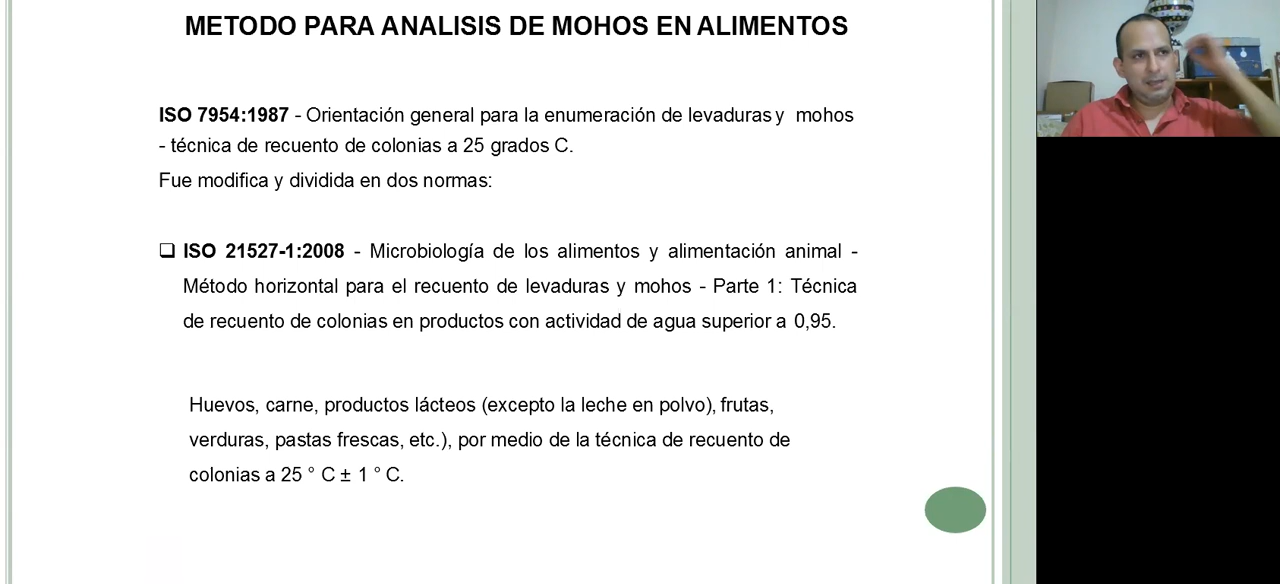 METODO PARA ANALISIS DE MOHOS EN ALIMENTOS
ISO 7954:1987 - Orientación general para la enumeración de levaduras y mohos
- técnica de recuento de colonias a 25 grados C.
Fue modifica y dividida en dos normas:
❑ ISO 21527-1:2008 - Microbiología de los alimentos y alimentación animal -
Método horizontal para el recuento de levaduras y mohos - Parte 1: Técnica
de recuento de colonias en productos con actividad de agua superior a 0,95.
Huevos, carne, productos lácteos (excepto la leche en polvo), frutas,
verduras, pastas frescas, etc.), por medio de la técnica de recuento de
colonias a 25 ° C ± 1 ° C.